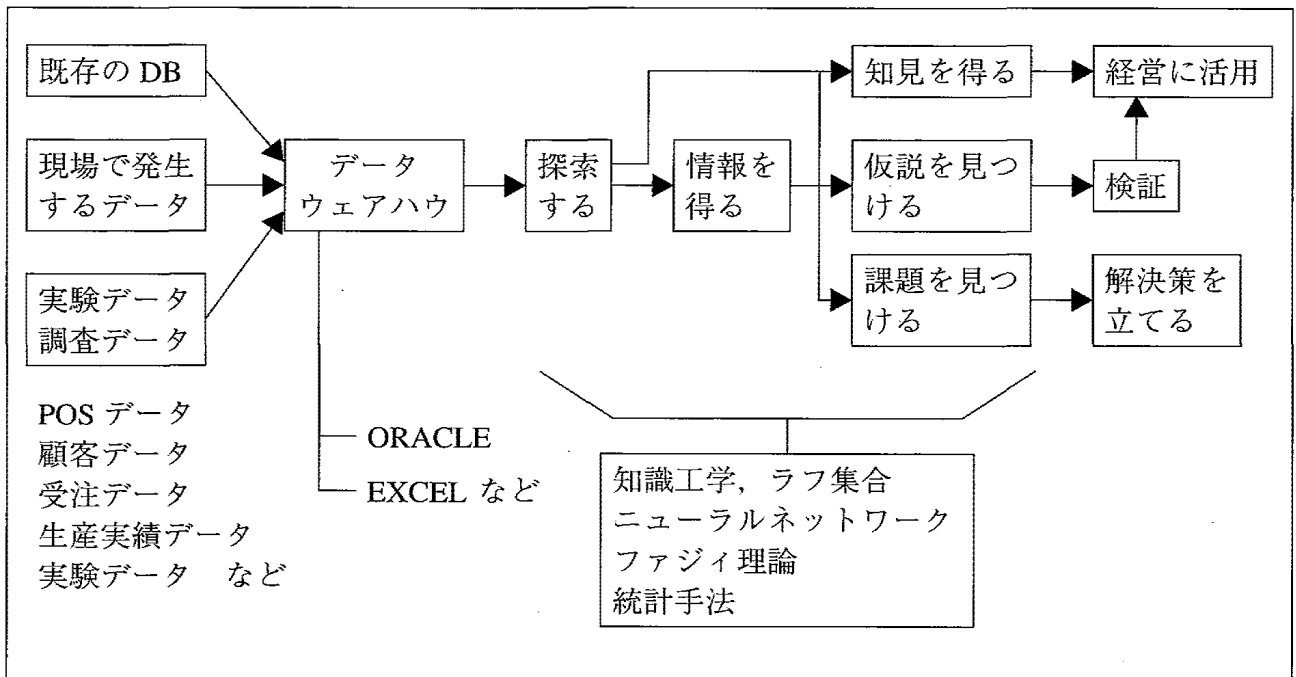 既存の DB
現場で発生
するデータ
実験データ
調査データ
POS データ
顧客データ
受注データ
生産実績データ
実験データ　など
データ
ウェアハウ
ORACLE
EXCEL など
探索
する
情報を
得る
知見を得る
仮説を見つ
ける
課題を見つ
ける
経営に活用
検証
解決策を
立てる
知識工学，ラフ集合
ニューラルネットワーク
ファジィ理論
統計手法